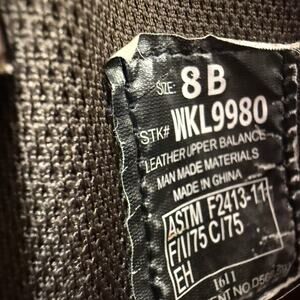 SIZE: 8 B
STK# WKL9980
LEATHER UPPER BALANCE
MAN MADE MATERIALS
MADE IN CHINA
ASTM F2413-11
F/I/75 C/75
EH
1611